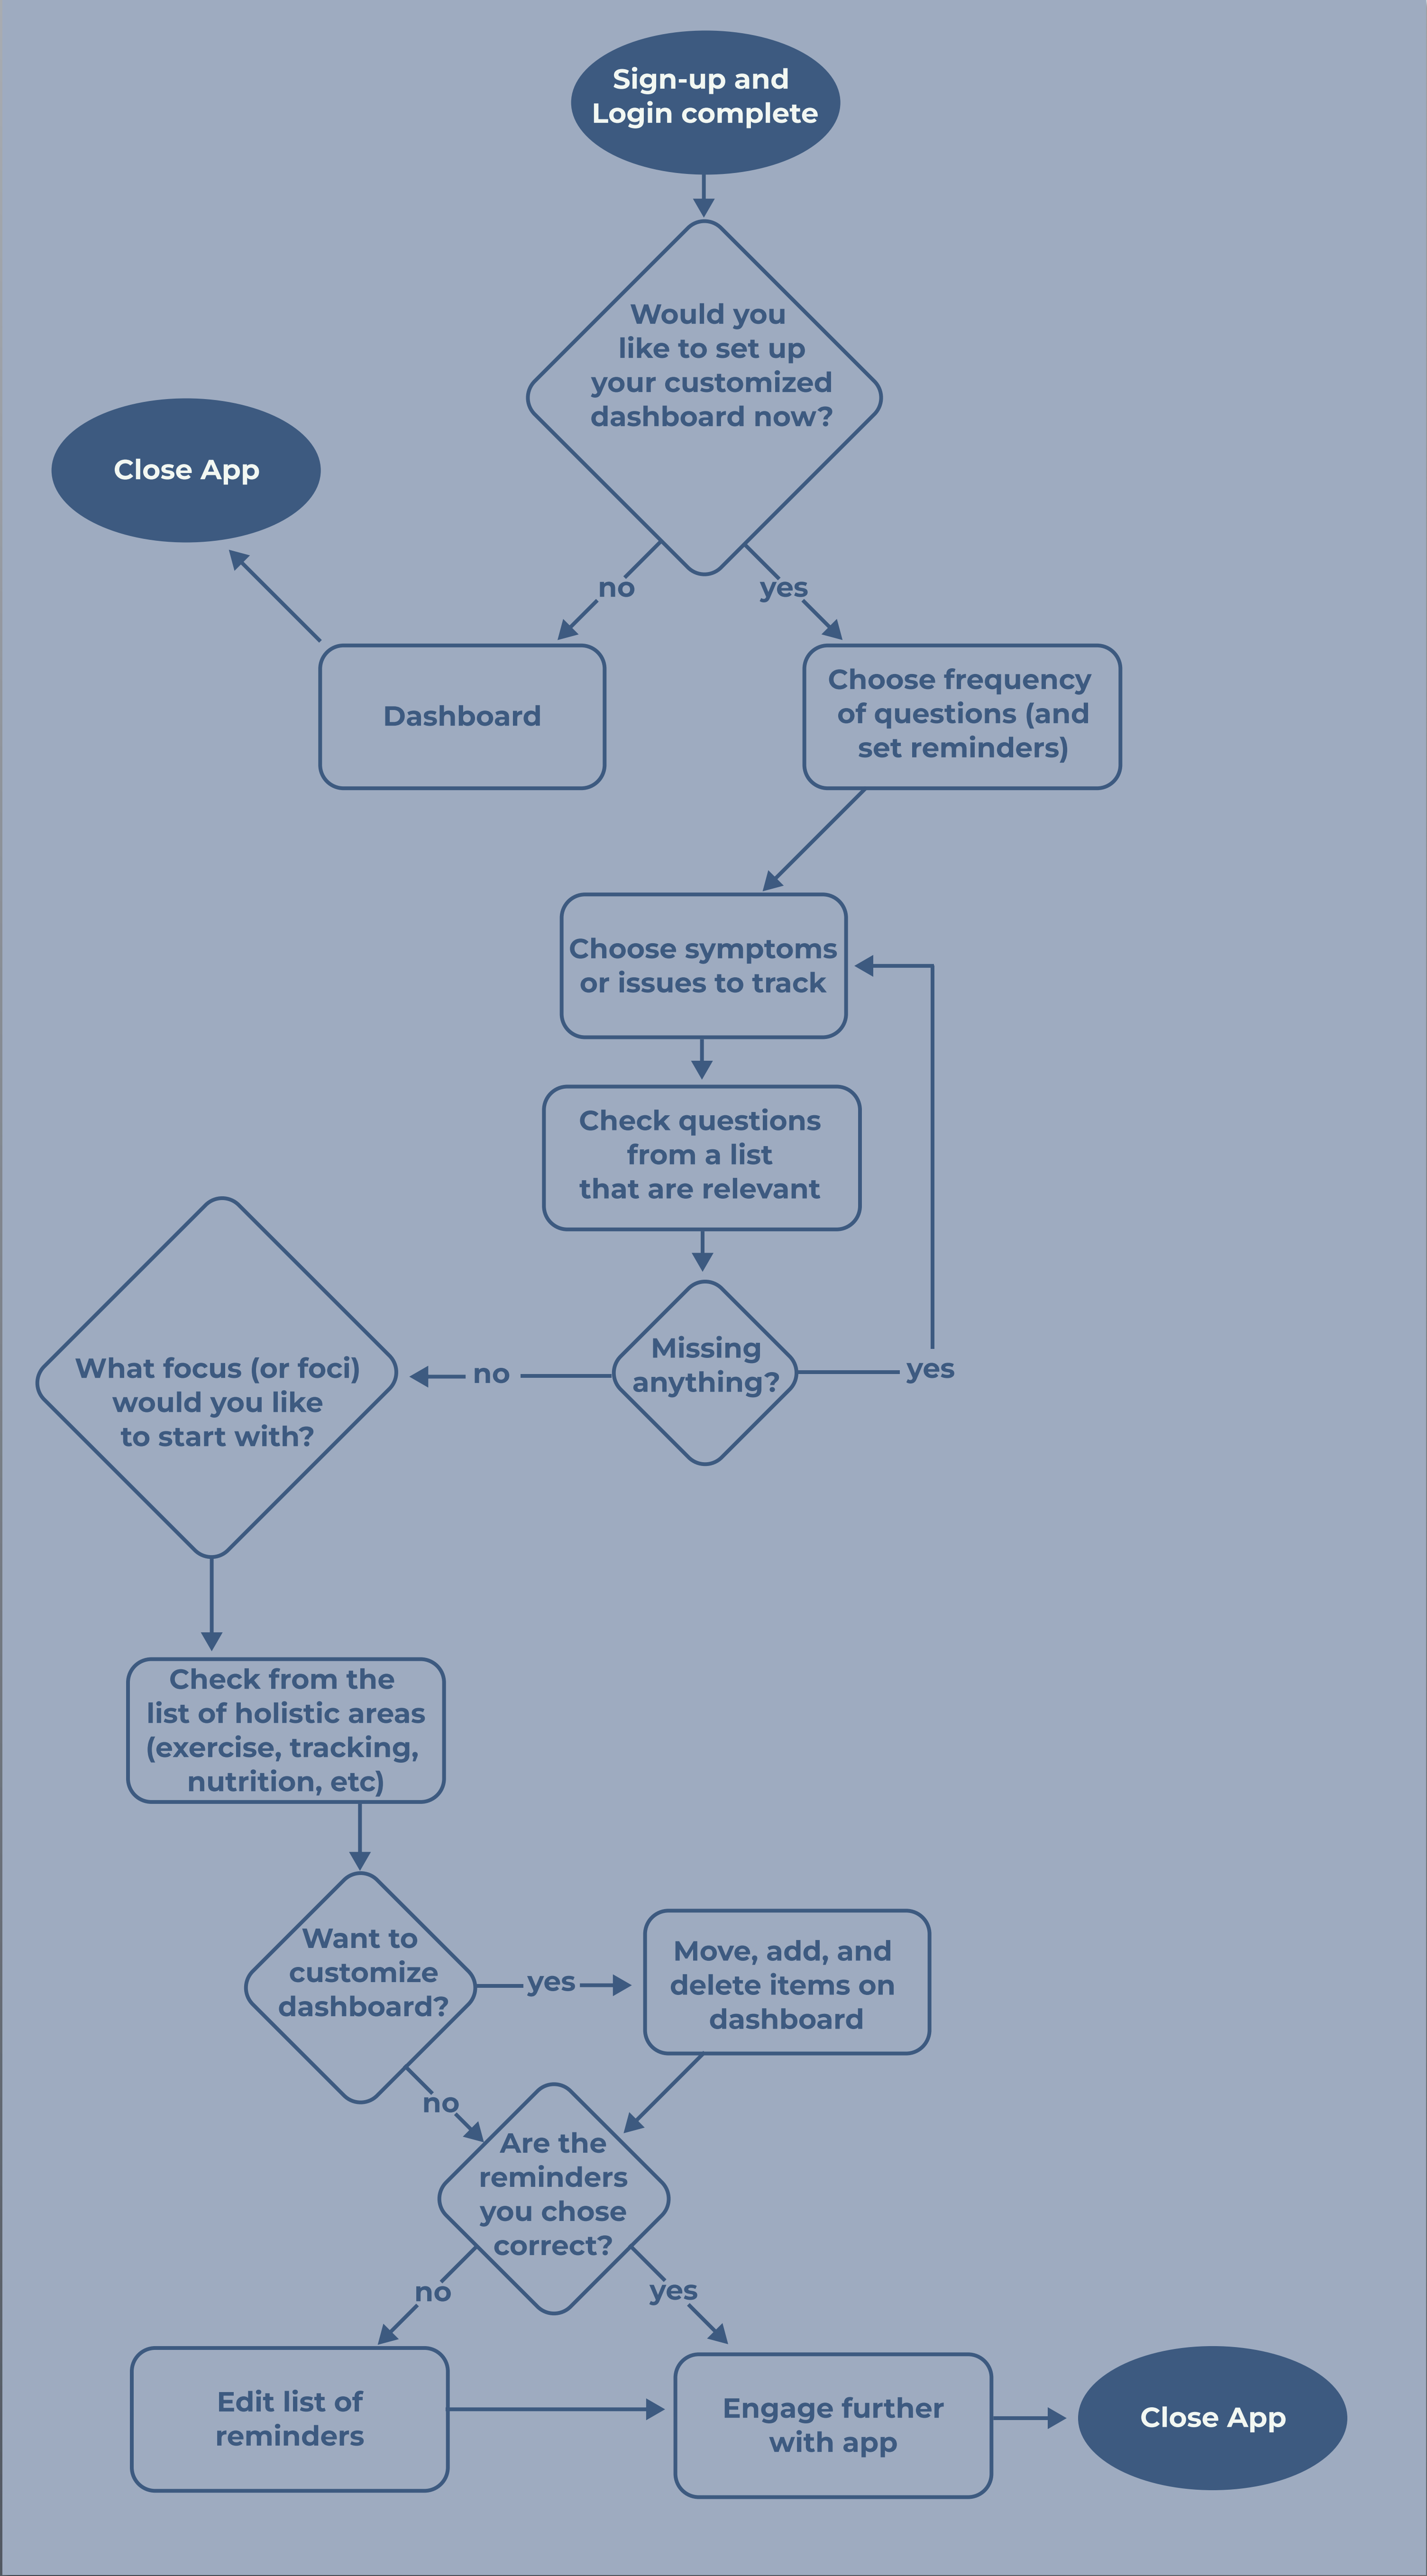 Sign-up and
Login complete
Would you
like to set up
your customized
dashboard now?
Close App
no
yes
Dashboard
Choose frequency
of questions (and
set reminders)
Choose symptoms
or issues to track
Check questions
from a list
that are relevant
Missing
anything?
yes
no
What focus (or foci)
would you like
to start with?
Check from the
list of holistic areas
(exercise, tracking,
nutrition, etc)
Want to
customize
dashboard?
yes
Move, add, and
delete items on
dashboard
no
Are the
reminders
you chose
correct?
no
yes
Edit list of
reminders
Engage further
with app
Close App